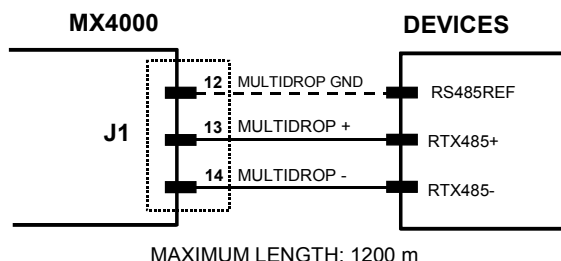 MX4000 DEVICES
12 MULTIDROP GND RS485REF
J1 13 MULTIDROP + RTX485+
14 MULTIDROP - RTX485-
MAXIMUM LENGTH: 1200 m